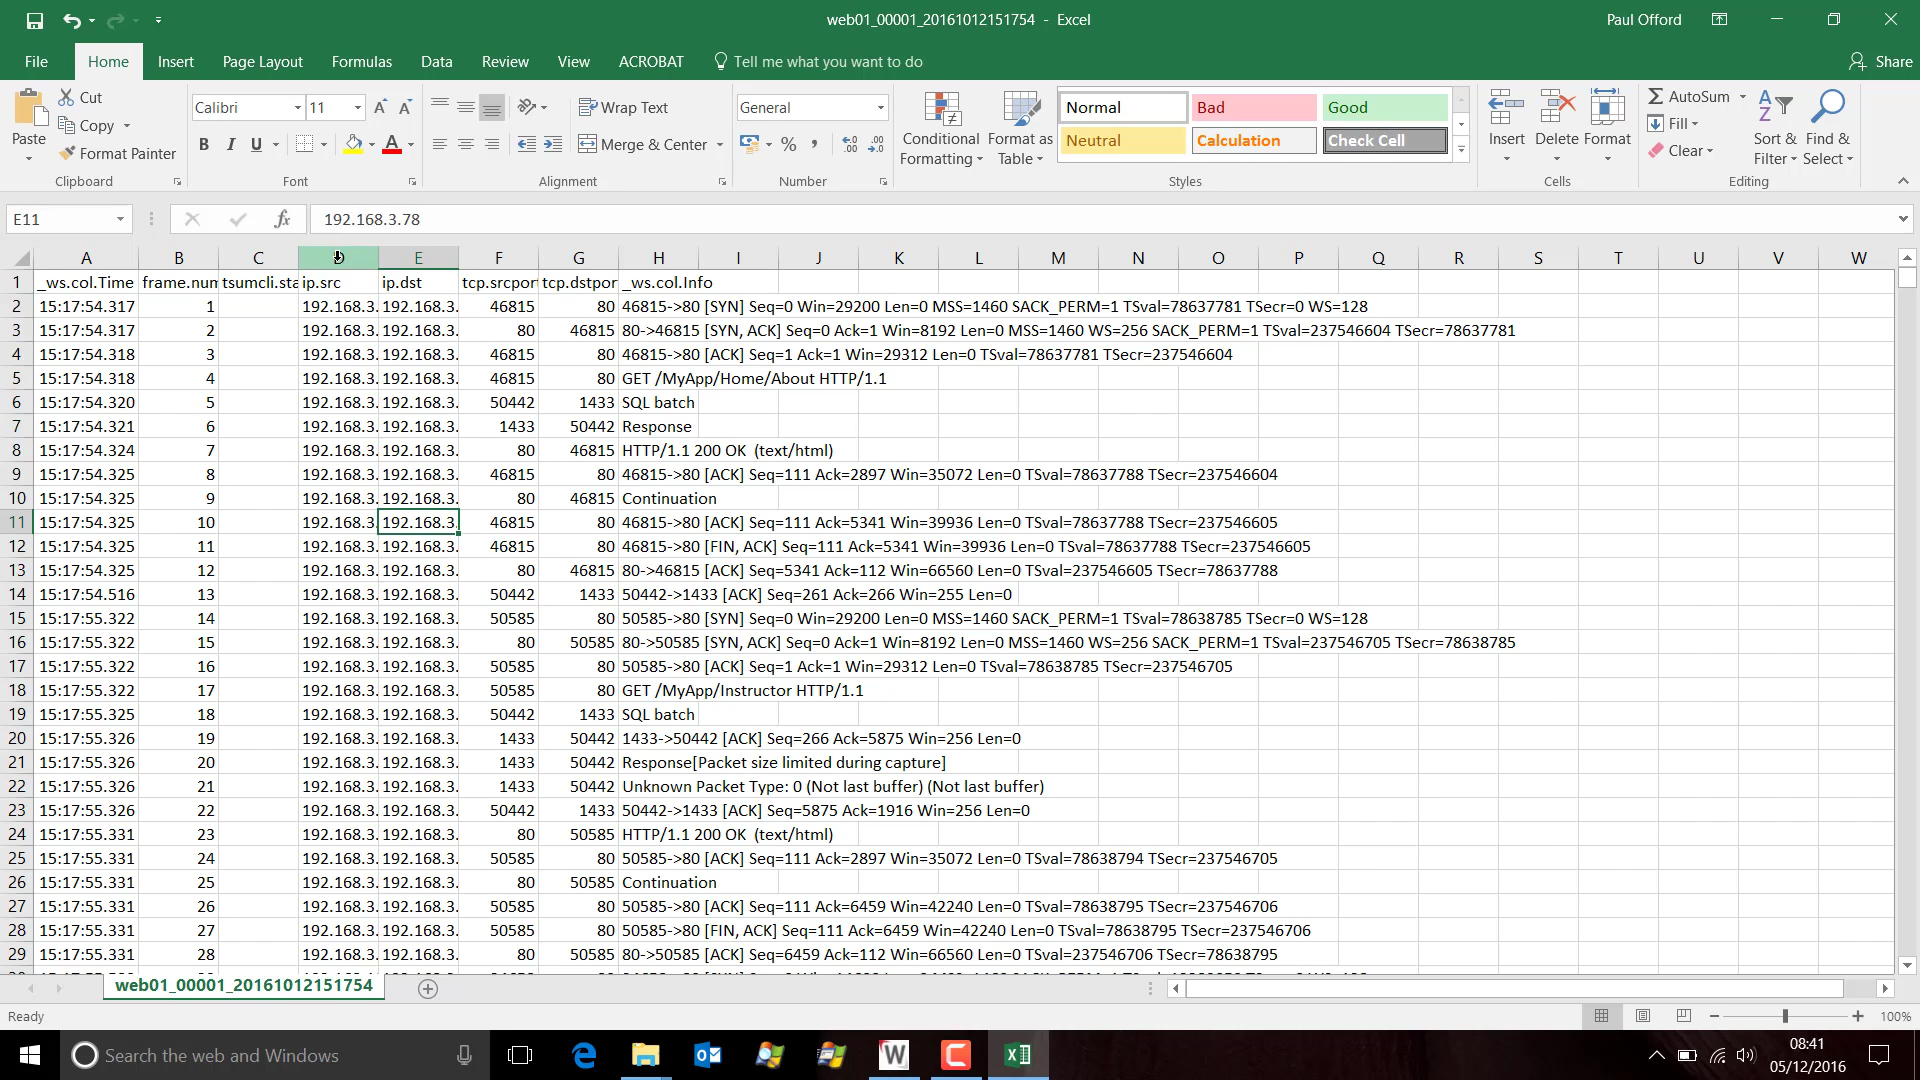 web01_00001_20161012151754 - Excel
Paul Offord
File Home Insert Page Layout Formulas Data Review View ACROBAT Tell me what you want to do Share
Paste
Cut
Copy
Format Painter
Clipboard
Calibri 11
B I U
Font
Wrap Text
Merge & Center
Alignment
General
Number
Conditional Formatting
Format as Table
Normal Bad Good
Neutral Calculation Check Cell
Styles
Insert Delete Format
Cells
AutoSum
Fill
Clear
Sort & Filter
Find & Select
Editing
E11 fx 192.168.3.78
A B C D E F G H I J K L M N O P Q R S T U V W
1 _ws.col.Time frame.num tsumcli.sta ip.src ip.dst tcp.srcport tcp.dstport _ws.col.Info
2 15:17:54.317 1 192.168.3. 192.168.3. 46815 80 46815->80 [SYN] Seq=0 Win=29200 Len=0 MSS=1460 SACK_PERM=1 TSval=78637781 TSecr=0 WS=128
3 15:17:54.317 2 192.168.3. 192.168.3. 80 46815 80->46815 [SYN, ACK] Seq=0 Ack=1 Win=8192 Len=0 MSS=1460 WS=256 SACK_PERM=1 TSval=237546604 TSecr=78637781
4 15:17:54.318 3 192.168.3. 192.168.3. 46815 80 46815->80 [ACK] Seq=1 Ack=1 Win=29312 Len=0 TSval=78637781 TSecr=237546604
5 15:17:54.318 4 192.168.3. 192.168.3. 46815 80 GET /MyApp/Home/About HTTP/1.1
6 15:17:54.320 5 192.168.3. 192.168.3. 50442 1433 SQL batch
7 15:17:54.321 6 192.168.3. 192.168.3. 1433 50442 Response
8 15:17:54.324 7 192.168.3. 192.168.3. 80 46815 HTTP/1.1 200 OK (text/html)
9 15:17:54.325 8 192.168.3. 192.168.3. 46815 80 46815->80 [ACK] Seq=111 Ack=2897 Win=35072 Len=0 TSval=78637788 TSecr=237546604
10 15:17:54.325 9 192.168.3. 192.168.3. 80 46815 Continuation
11 15:17:54.325 10 192.168.3. 192.168.3. 46815 80 46815->80 [ACK] Seq=111 Ack=5341 Win=39936 Len=0 TSval=78637788 TSecr=237546605
12 15:17:54.325 11 192.168.3. 192.168.3. 46815 80 46815->80 [FIN, ACK] Seq=111 Ack=5341 Win=39936 Len=0 TSval=78637788 TSecr=237546605
13 15:17:54.325 12 192.168.3. 192.168.3. 80 46815 80->46815 [ACK] Seq=5341 Ack=112 Win=66560 Len=0 TSval=237546605 TSecr=78637788
14 15:17:54.516 13 192.168.3. 192.168.3. 50442 1433 50442->1433 [ACK] Seq=261 Ack=266 Win=255 Len=0
15 15:17:55.322 14 192.168.3. 192.168.3. 50585 80 50585->80 [SYN] Seq=0 Win=29200 Len=0 MSS=1460 SACK_PERM=1 TSval=78638785 TSecr=0 WS=128
16 15:17:55.322 15 192.168.3. 192.168.3. 80 50585 80->50585 [SYN, ACK] Seq=0 Ack=1 Win=8192 Len=0 MSS=1460 WS=256 SACK_PERM=1 TSval=237546705 TSecr=78638785
17 15:17:55.322 16 192.168.3. 192.168.3. 50585 80 50585->80 [ACK] Seq=1 Ack=1 Win=29312 Len=0 TSval=78638785 TSecr=237546705
18 15:17:55.322 17 192.168.3. 192.168.3. 50585 80 GET /MyApp/Instructor HTTP/1.1
19 15:17:55.325 18 192.168.3. 192.168.3. 50442 1433 SQL batch
20 15:17:55.326 19 192.168.3. 192.168.3. 1433 50442 1433->50442 [ACK] Seq=266 Ack=5875 Win=256 Len=0
21 15:17:55.326 20 192.168.3. 192.168.3. 1433 50442 Response[Packet size limited during capture]
22 15:17:55.326 21 192.168.3. 192.168.3. 1433 50442 Unknown Packet Type: 0 (Not last buffer) (Not last buffer)
23 15:17:55.326 22 192.168.3. 192.168.3. 50442 1433 50442->1433 [ACK] Seq=5875 Ack=1916 Win=256 Len=0
24 15:17:55.331 23 192.168.3. 192.168.3. 80 50585 HTTP/1.1 200 OK (text/html)
25 15:17:55.331 24 192.168.3. 192.168.3. 50585 80 50585->80 [ACK] Seq=111 Ack=2897 Win=35072 Len=0 TSval=78638794 TSecr=237546705
26 15:17:55.331 25 192.168.3. 192.168.3. 80 50585 Continuation
27 15:17:55.331 26 192.168.3. 192.168.3. 50585 80 50585->80 [ACK] Seq=111 Ack=6459 Win=42240 Len=0 TSval=78638795 TSecr=237546706
28 15:17:55.331 27 192.168.3. 192.168.3. 50585 80 50585->80 [FIN, ACK] Seq=111 Ack=6459 Win=42240 Len=0 TSval=78638795 TSecr=237546706
29 15:17:55.331 28 192.168.3. 192.168.3. 80 50585 80->50585 [ACK] Seq=6459 Ack=112 Win=66560 Len=0 TSval=237546706 TSecr=78638795
web01_00001_20161012151754
Ready 100%
Search the web and Windows
08:41
05/12/2016